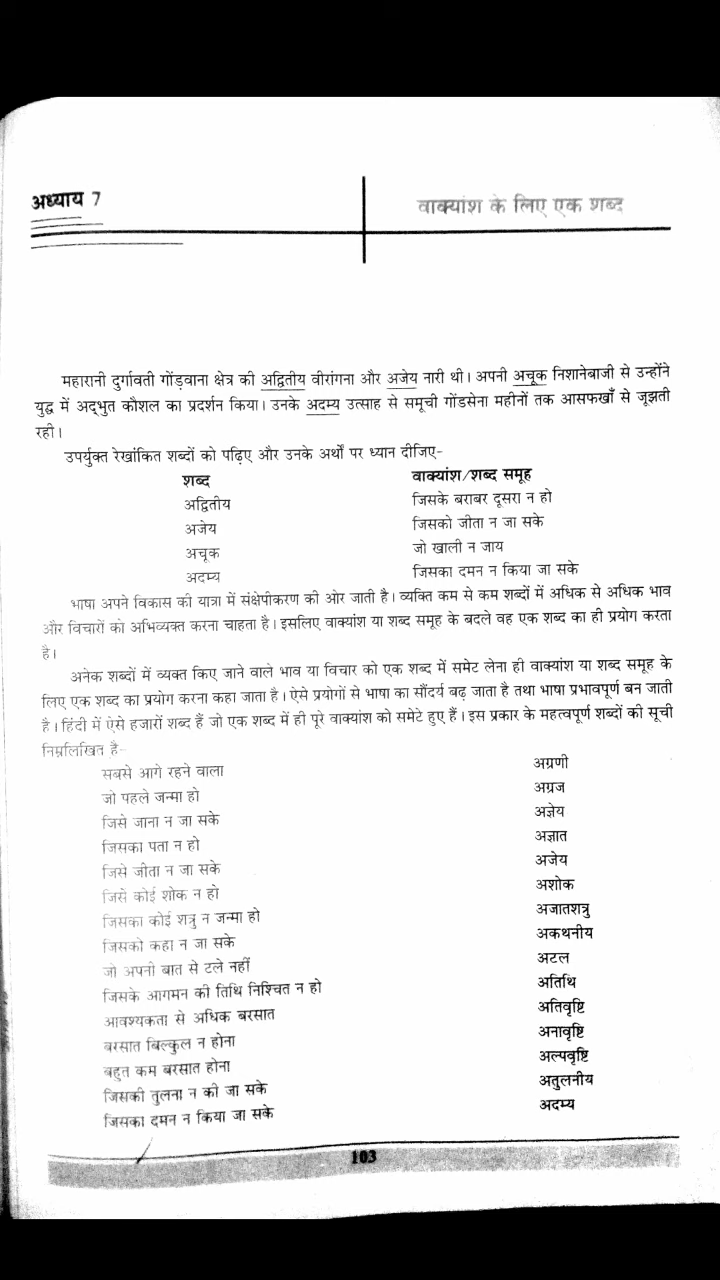 अध्याय 7
वाक्यांश के लिए एक शब्द
महारानी दुर्गावती गोंड़वाना क्षेत्र की अद्वितीय वीरांगना और अजेय नारी थी। अपनी अचूक निशानेबाजी से उन्होंने
युद्ध में अद्भुत कौशल का प्रदर्शन किया। उनके अदम्य उत्साह से समूची गोंडसेना महीनों तक आसफखाँ से जूझती
रही।
उपर्युक्त रेखांकित शब्दों को पढ़िए और उनके अर्थों पर ध्यान दीजिए-
शब्द वाक्यांश/शब्द समूह
अद्वितीय जिसके बराबर दूसरा न हो
अजेय जिसको जीता न जा सके
अचूक जो खाली न जाय
अदम्य जिसका दमन न किया जा सके
भाषा अपने विकास की यात्रा में संक्षेपीकरण की ओर जाती है। व्यक्ति कम से कम शब्दों में अधिक से अधिक भाव
और विचारों को अभिव्यक्त करना चाहता है। इसलिए वाक्यांश या शब्द समूह के बदले वह एक शब्द का ही प्रयोग करता
है।
अनेक शब्दों में व्यक्त किए जाने वाले भाव या विचार को एक शब्द में समेट लेना ही वाक्यांश या शब्द समूह के
लिए एक शब्द का प्रयोग करना कहा जाता है। ऐसे प्रयोगों से भाषा का सौंदर्य बढ़ जाता है तथा भाषा प्रभावपूर्ण बन जाती
है। हिंदी में ऐसे हजारों शब्द हैं जो एक शब्द में ही पूरे वाक्यांश को समेटे हुए हैं। इस प्रकार के महत्वपूर्ण शब्दों की सूची
निम्नलिखित है-
सबसे आगे रहने वाला अग्रणी
जो पहले जन्मा हो अग्रज
जिसे जाना न जा सके अज्ञेय
जिसका पता न हो अज्ञात
जिसे जीता न जा सके अजेय
जिसे कोई शोक न हो अशोक
जिसका कोई शत्रु न जन्मा हो अजातशत्रु
जिसको कहा न जा सके अकथनीय
जो अपनी बात से टले नहीं अटल
जिसके आगमन की तिथि निश्चित न हो अतिथि
आवश्यकता से अधिक बरसात अतिवृष्टि
बरसात बिल्कुल न होना अनावृष्टि
बहुत कम बरसात होना अल्पवृष्टि
जिसकी तुलना न की जा सके अतुलनीय
जिसका दमन न किया जा सके अदम्य
103